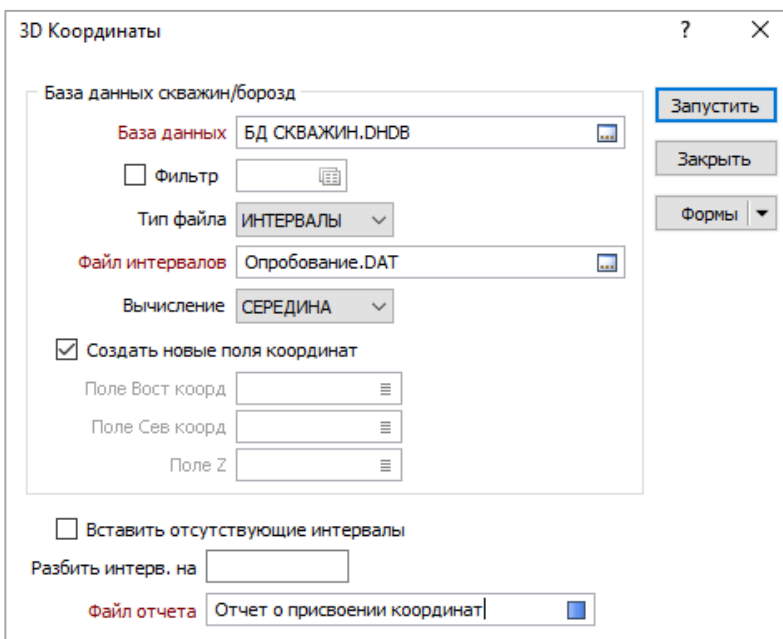 3D Координаты ?
База данных скважин/борозд
Запустить
База данных БД СКВАЖИН.DHDB
Закрыть
Фильтр
Формы
Тип файла ИНТЕРВАЛЫ
Файл интервалов Опробование.DAT
Вычисление СЕРЕДИНА
Создать новые поля координат
Поле Вост коорд
Поле Сев коорд
Поле Z
Вставить отсутствующие интервалы
Разбить интерв. на
Файл отчета Отчет о присвоении координат